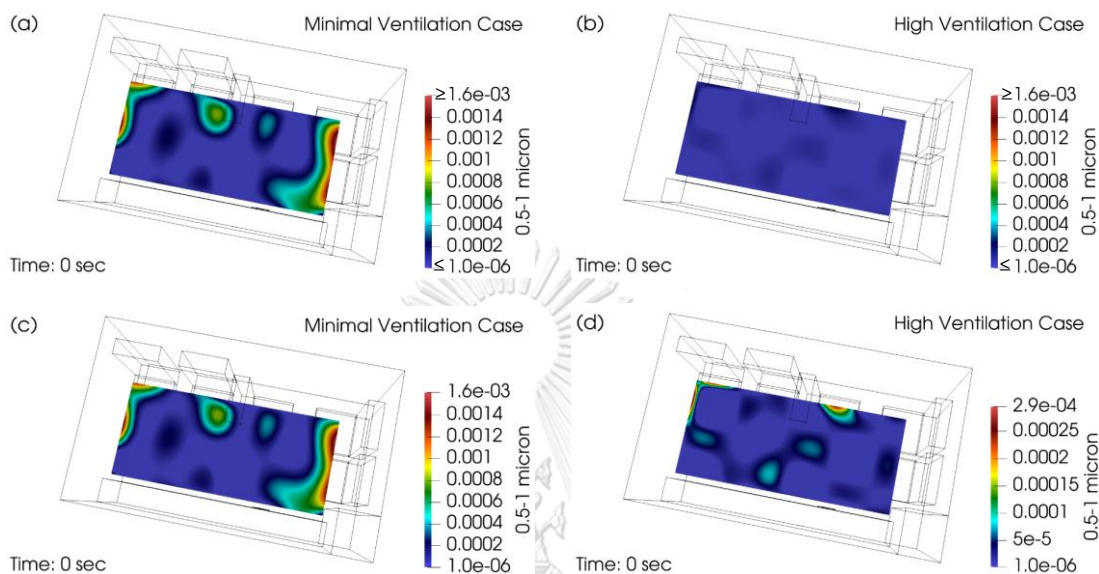 (a)
Minimal Ventilation Case
≥1.6e-03
0.0014
0.0012
0.001
0.0008
0.0006
0.0004
0.0002
≤ 1.0e-06
0.5-1 micron
Time: 0 sec
(b)
High Ventilation Case
≥1.6e-03
0.0014
0.0012
0.001
0.0008
0.0006
0.0004
0.0002
≤ 1.0e-06
0.5-1 micron
Time: 0 sec
(c)
Minimal Ventilation Case
1.6e-03
0.0014
0.0012
0.001
0.0008
0.0006
0.0004
0.0002
1.0e-06
0.5-1 micron
Time: 0 sec
(d)
High Ventilation Case
2.9e-04
0.00025
0.0002
0.00015
0.0001
5e-5
1.0e-06
0.5-1 micron
Time: 0 sec